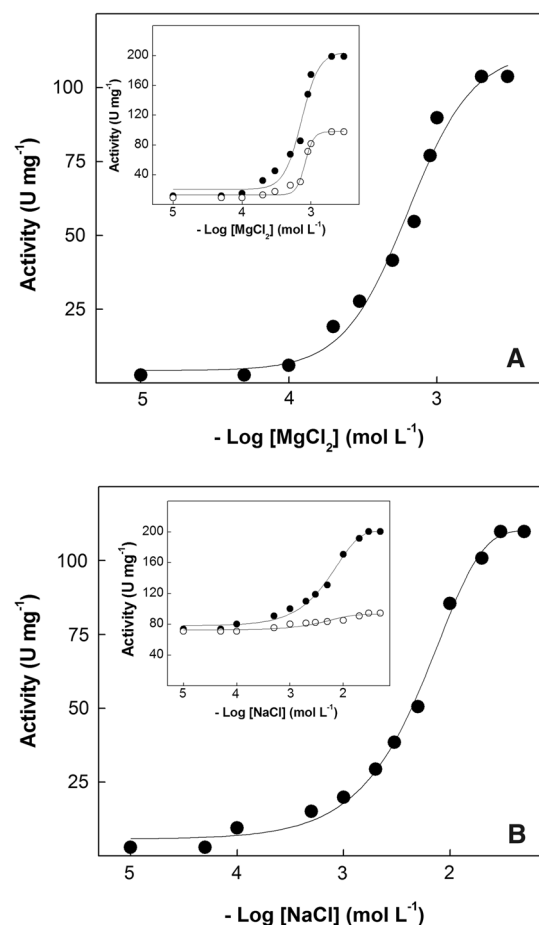 200
160
120
80
40
Activity (U mg⁻¹)
5 4 3
- Log [MgCl₂] (mol L⁻¹)
100
75
50
25
Activity (U mg⁻¹)
A
5 4 3
- Log [MgCl₂] (mol L⁻¹)
200
160
120
80
40
Activity (U mg⁻¹)
5 4 3 2
- Log [NaCl] (mol L⁻¹)
100
75
50
25
Activity (U mg⁻¹)
B
5 4 3 2
- Log [NaCl] (mol L⁻¹)